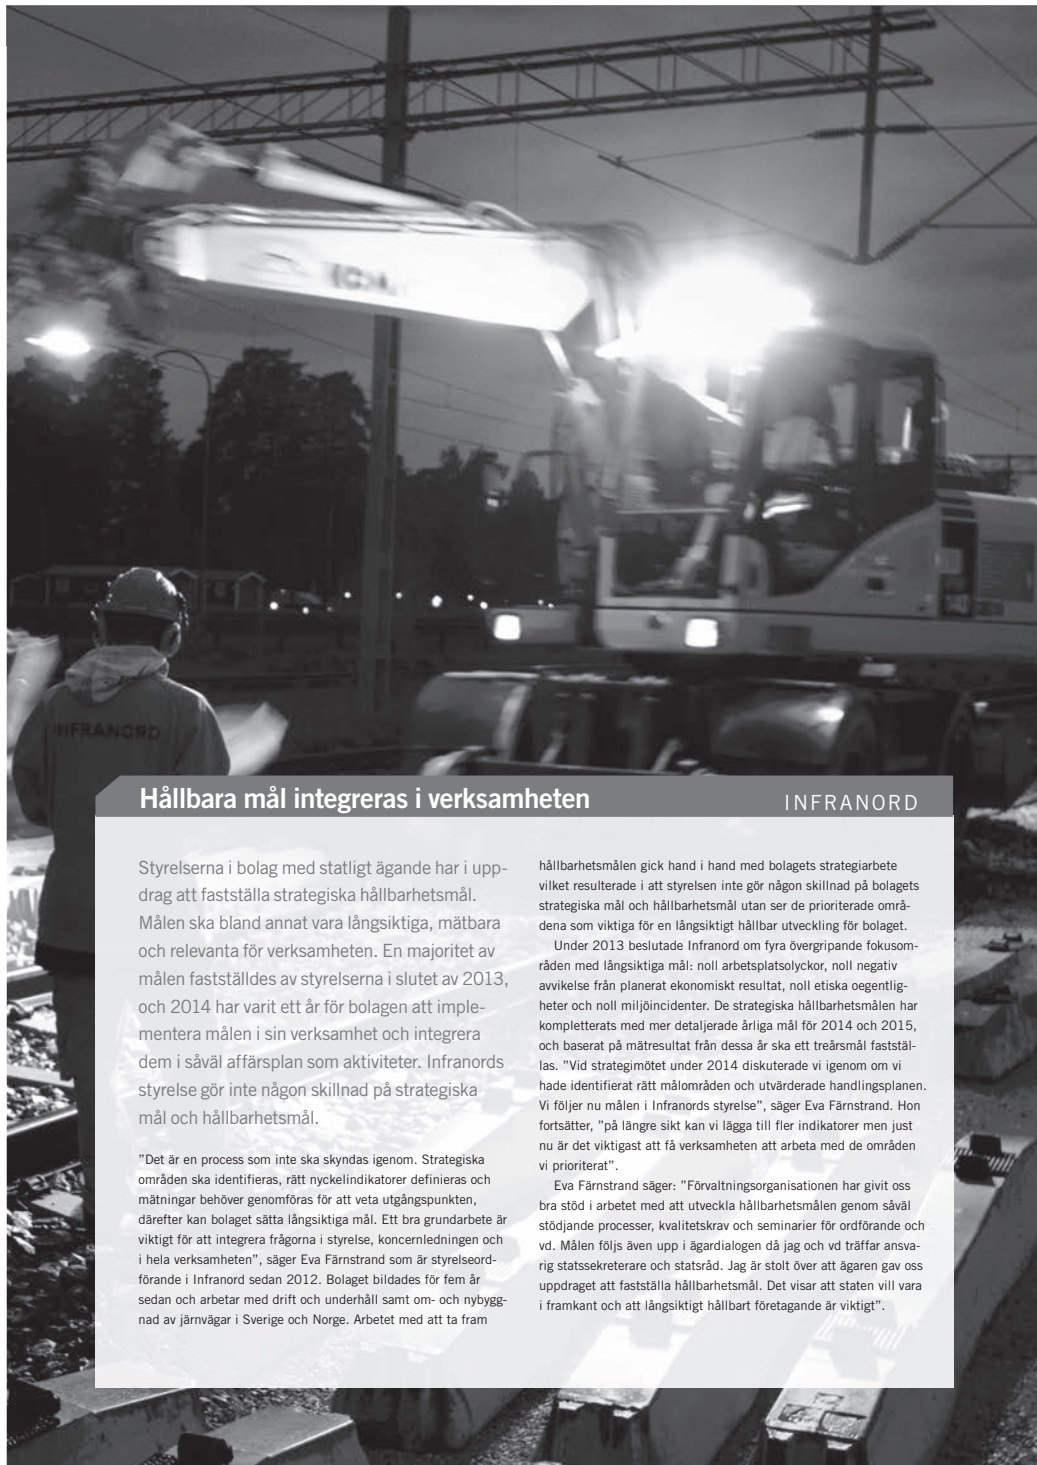 INFRANORD
Hållbara mål integreras i verksamheten
INFRANORD
Styrelserna i bolag med statligt ägande har i upp-
drag att fastställa strategiska hållbarhetsmål.
Målen ska bland annat vara långsiktiga, mätbara
och relevanta för verksamheten. En majoritet av
målen fastställdes av styrelserna i slutet av 2013,
och 2014 har varit ett år för bolagen att imple-
mentera målen i sin verksamhet och integrera
dem i såväl affärsplan som aktiviteter. Infranords
styrelse gör inte någon skillnad på strategiska
mål och hållbarhetsmål.
”Det är en process som inte ska skyndas igenom. Strategiska
områden ska identifieras, rätt nyckelindikatorer definieras och
mätningar behöver genomföras för att veta utgångspunkten,
därefter kan bolaget sätta långsiktiga mål. Ett bra grundarbete är
viktigt för att integrera frågorna i styrelse, koncernledningen och
i hela verksamheten”, säger Eva Färnstrand som är styrelseord-
förande i Infranord sedan 2012. Bolaget bildades för fem år
sedan och arbetar med drift och underhåll samt om- och nybygg-
nad av järnvägar i Sverige och Norge. Arbetet med att ta fram
hållbarhetsmålen gick hand i hand med bolagets strategiarbete
vilket resulterade i att styrelsen inte gör någon skillnad på bolagets
strategiska mål och hållbarhetsmål utan ser de prioriterade områ-
dena som viktiga för en långsiktigt hållbar utveckling för bolaget.
Under 2013 beslutade Infranord om fyra övergripande fokusom-
råden med långsiktiga mål: noll arbetsplatsolyckor, noll negativ
avvikelse från planerat ekonomiskt resultat, noll etiska oegentlig-
heter och noll miljöincidenter. De strategiska hållbarhetsmålen har
kompletterats med mer detaljerade årliga mål för 2014 och 2015,
och baserat på mätresultat från dessa år ska ett treårsmål faststäl-
las. ”Vid strategimötet under 2014 diskuterade vi igenom om vi
hade identifierat rätt målområden och utvärderade handlingsplanen.
Vi följer nu målen i Infranords styrelse”, säger Eva Färnstrand. Hon
fortsätter, ”på längre sikt kan vi lägga till fler indikatorer men just
nu är det viktigast att få verksamheten att arbeta med de områden
vi prioriterat”.
Eva Färnstrand säger: ”Förvaltningsorganisationen har givit oss
bra stöd i arbetet med att utveckla hållbarhetsmålen genom såväl
stödjande processer, kvalitetskrav och seminarier för ordförande och
vd. Målen följs även upp i ägardialogen då jag och vd träffar ansva-
rig statssekreterare och statsråd. Jag är stolt över att ägaren gav oss
uppdraget att fastställa hållbarhetsmål. Det visar att staten vill vara
i framkant och att långsiktigt hållbart företagande är viktigt”.